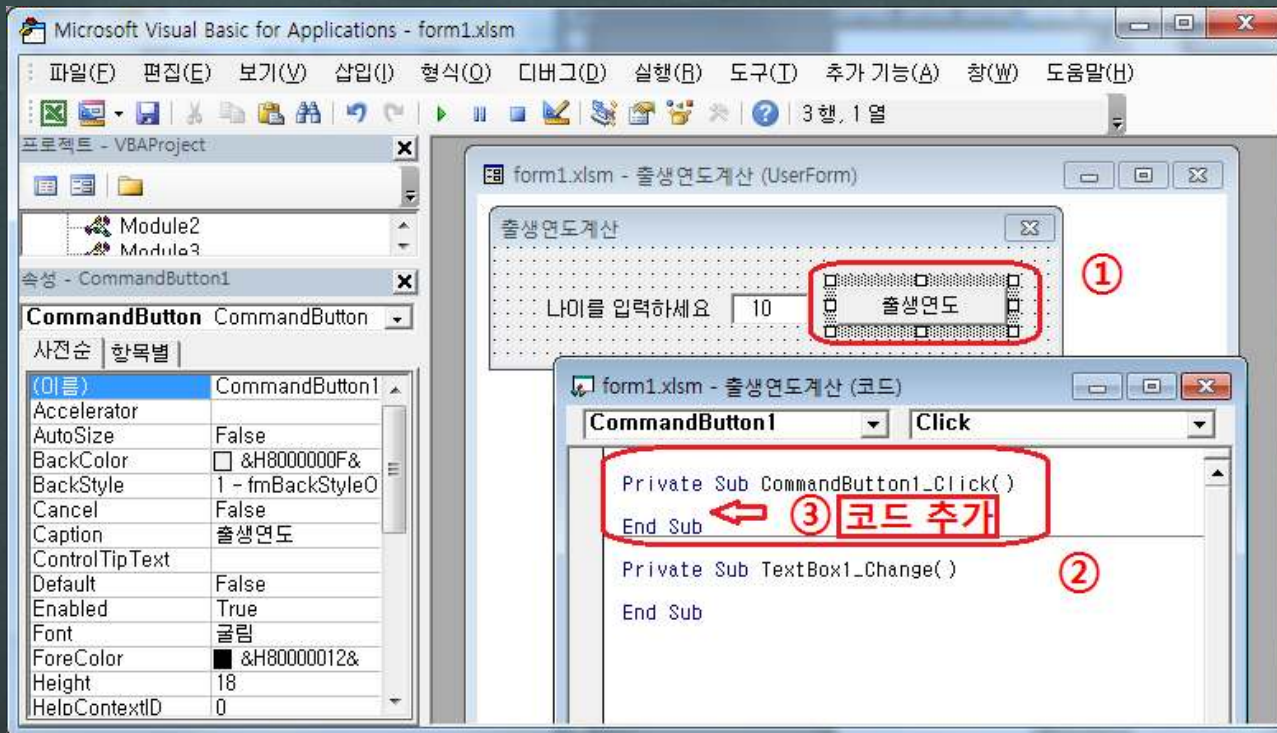 Microsoft Visual Basic for Applications - form1.xlsm
파일(F) 편집(E) 보기(V) 삽입(I) 형식(O) 디버그(D) 실행(R) 도구(T) 추가 기능(A) 창(W) 도움말(H)
3행, 1열
프로젝트 - VBAProject
Module2
Module3
속성 - CommandButton1
CommandButton CommandButton
사전순 항목별
(이름) CommandButton1
Accelerator
AutoSize False
BackColor &H8000000F&
BackStyle 1 - fmBackStyleO
Cancel False
Caption 출생연도
ControlTipText
Default False
Enabled True
Font 굴림
ForeColor &H80000012&
Height 18
HelpContextID 0
form1.xlsm - 출생연도계산 (UserForm)
출생연도계산
나이를 입력하세요 10 출생연도
①
form1.xlsm - 출생연도계산 (코드)
CommandButton1 Click
Private Sub CommandButton1_Click()
③ 코드 추가
End Sub
②
Private Sub TextBox1_Change()
End Sub